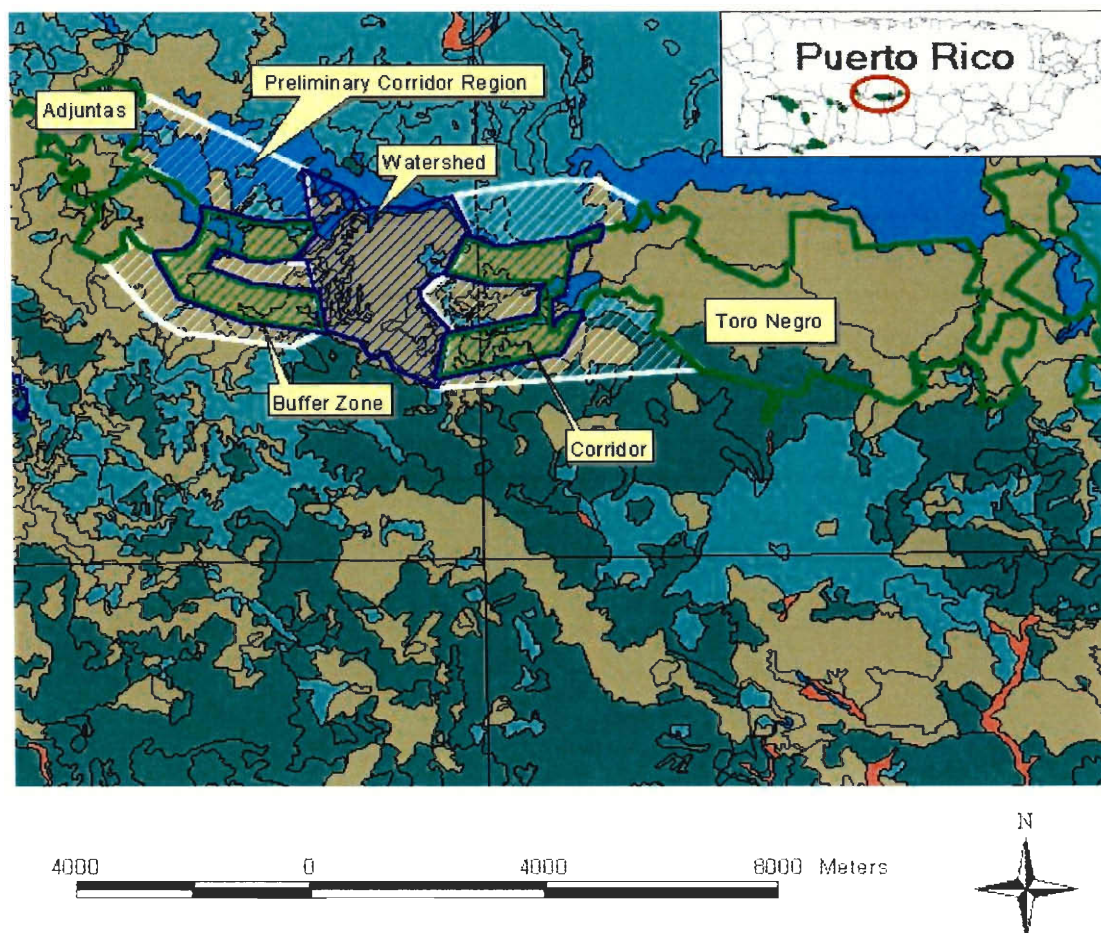 Puerto Rico
Preliminary Corridor Region
Adjuntas
Watershed
Toro Negro
Buffer Zone
Corridor
N
4000 0 4000 8000 Meters